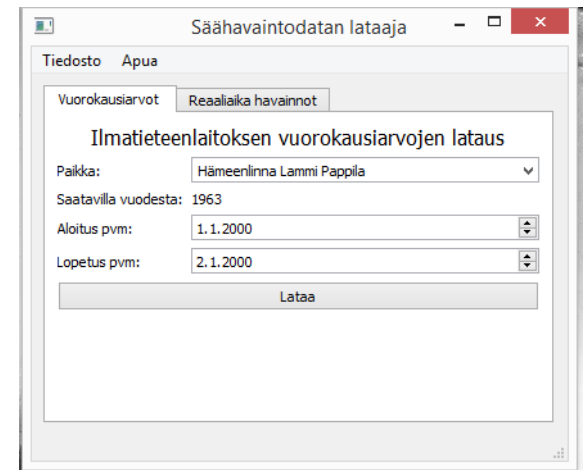 Säähavaintodatan lataaja
Tiedosto Apua
Vuorokausiarvot Reaaliaika havainnot
Ilmatieteenlaitoksen vuorokausiarvojen lataus
Paikka: Hämeenlinna Lammi Pappila
Saatavilla vuodesta: 1963
Aloitus pvm: 1.1.2000
Lopetus pvm: 2.1.2000
Lataa